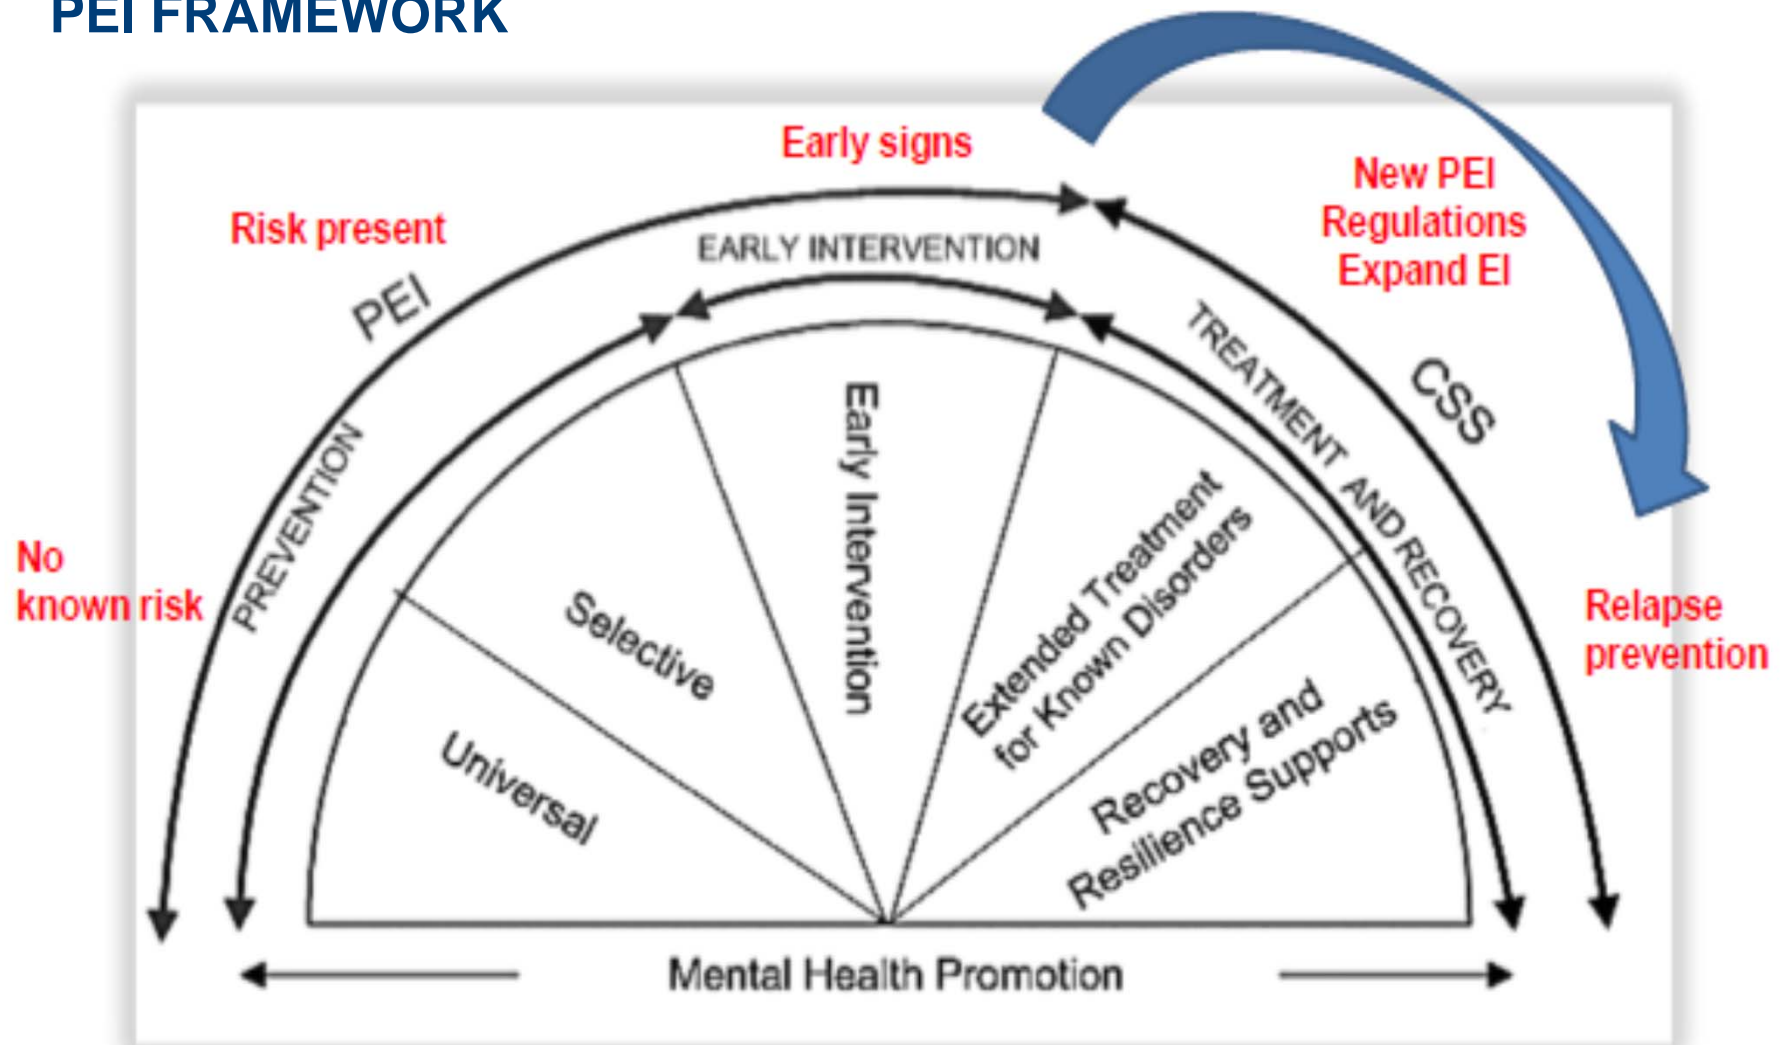 PEI FRAMEWORK
Early signs
New PEI
Regulations
Expand EI
Risk present
EARLY INTERVENTION
PEI
TREATMENT AND RECOVERY
CSS
PREVENTION
Early Intervention
Extended Treatment
for Known Disorders
No
known risk
Selective
Relapse
prevention
Universal
Recovery and
Resilience Supports
Mental Health Promotion